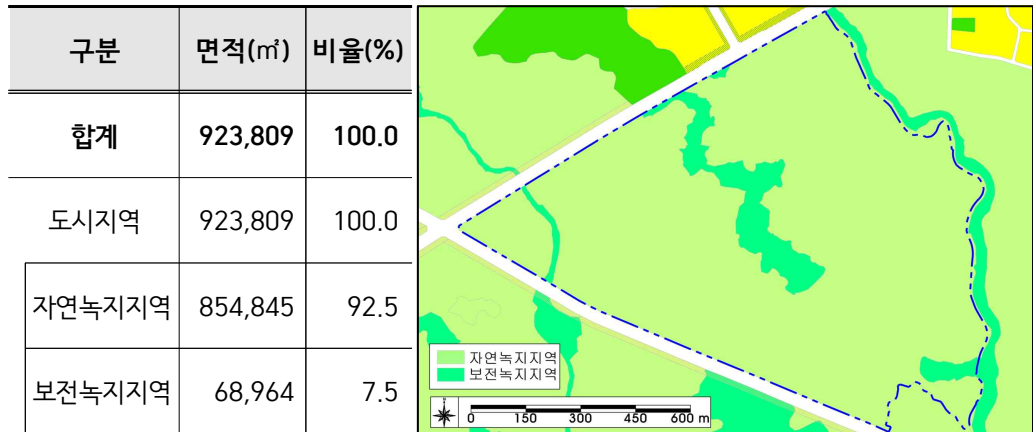 구분 면적(㎡) 비율(%)
합계 923,809 100.0
도시지역 923,809 100.0
자연녹지지역 854,845 92.5
보전녹지지역 68,964 7.5
자연녹지지역
보전녹지지역
0 150 300 450 600 m